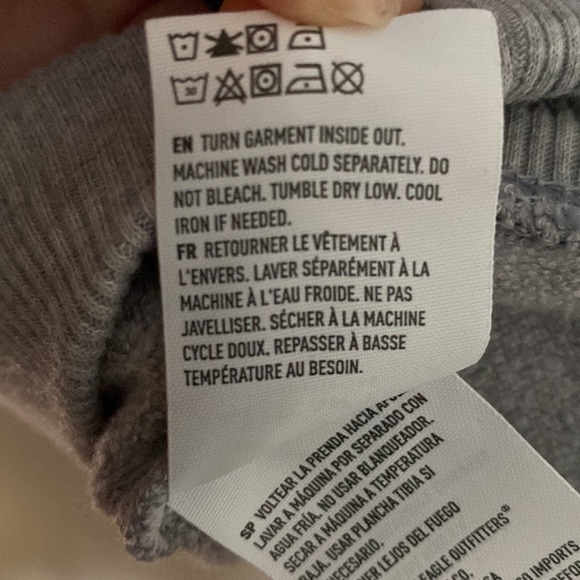 30
EN TURN GARMENT INSIDE OUT.
MACHINE WASH COLD SEPARATELY. DO
NOT BLEACH. TUMBLE DRY LOW. COOL
IRON IF NEEDED.
FR RETOURNER LE VÊTEMENT À
L'ENVERS. LAVER SÉPARÉMENT À LA
MACHINE À L'EAU FROIDE. NE PAS
JAVELLISER. SÉCHER À LA MACHINE
CYCLE DOUX. REPASSER À BASSE
TEMPÉRATURE AU BESOIN.
SP VOLTEAR LA PRENDA HACIA
LAVAR A MÁQUINA POR SEPARADO CON
AGUA FRÍA. NO USAR BLANQUEADOR.
SECAR A MÁQUINA A TEMPERATURA
USAR PLANCHA TIBIA SI
LEJOS DEL FUEGO
EAGLE OUTFITTERS®
IMPORTS